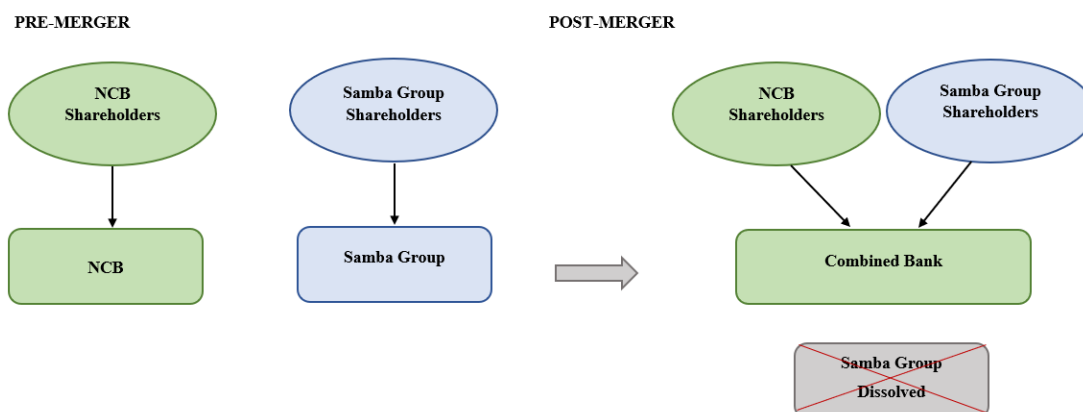 PRE-MERGER
POST-MERGER
NCB
Shareholders
Samba Group
Shareholders
NCB
Shareholders
Samba Group
Shareholders
NCB
Samba Group
Combined Bank
Samba Group
Dissolved